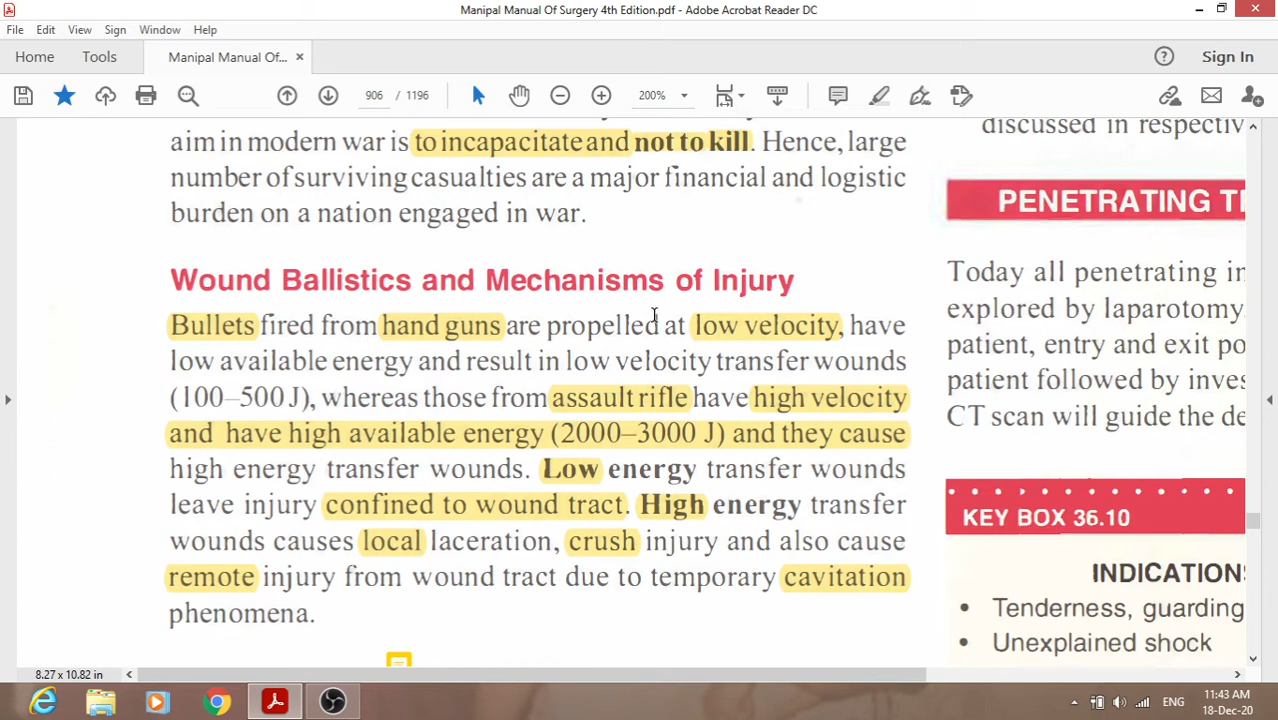 Manipal Manual Of Surgery 4th Edition.pdf - Adobe Acrobat Reader DC
File Edit View Sign Window Help
Home Tools Manipal Manual Of... × Sign In
906 / 1196 200%
aim in modern war is to incapacitate and not to kill. Hence, large
number of surviving casualties are a major financial and logistic
burden on a nation engaged in war.
Wound Ballistics and Mechanisms of Injury
Bullets fired from hand guns are propelled at low velocity, have
low available energy and result in low velocity transfer wounds
(100–500 J), whereas those from assault rifle have high velocity
and have high available energy (2000–3000 J) and they cause
high energy transfer wounds. Low energy transfer wounds
leave injury confined to wound tract. High energy transfer
wounds causes local laceration, crush injury and also cause
remote injury from wound tract due to temporary cavitation
phenomena.
discussed in respectiv
PENETRATING T
Today all penetrating in
explored by laparotomy.
patient, entry and exit po
patient followed by inves
CT scan will guide the de
KEY BOX 36.10
INDICATION
• Tenderness, guarding
• Unexplained shock
8.27 x 10.82 in
ENG
11:43 AM
18-Dec-20